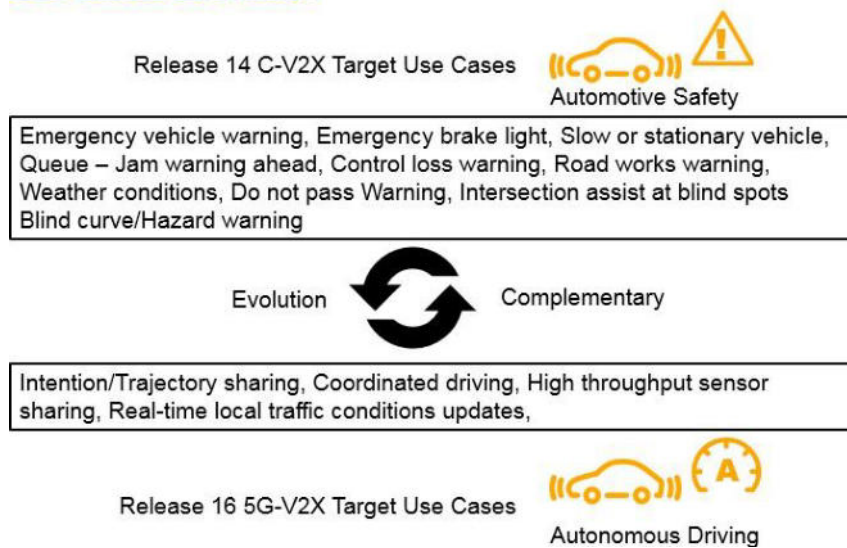 Release 14 C-V2X Target Use Cases
Automotive Safety
Emergency vehicle warning, Emergency brake light, Slow or stationary vehicle,
Queue – Jam warning ahead, Control loss warning, Road works warning,
Weather conditions, Do not pass Warning, Intersection assist at blind spots
Blind curve/Hazard warning
Evolution
Complementary
Intention/Trajectory sharing, Coordinated driving, High throughput sensor
sharing, Real-time local traffic conditions updates,
A
Release 16 5G-V2X Target Use Cases
Autonomous Driving